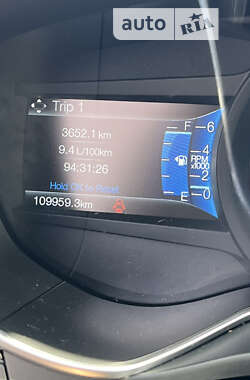 auto RIA
Trip 1
3652.1 km
9.4 L/100km
94:31:26
Hold OK to Reset
109959.3km
F
E
6
4
RPM
x1000
2
0